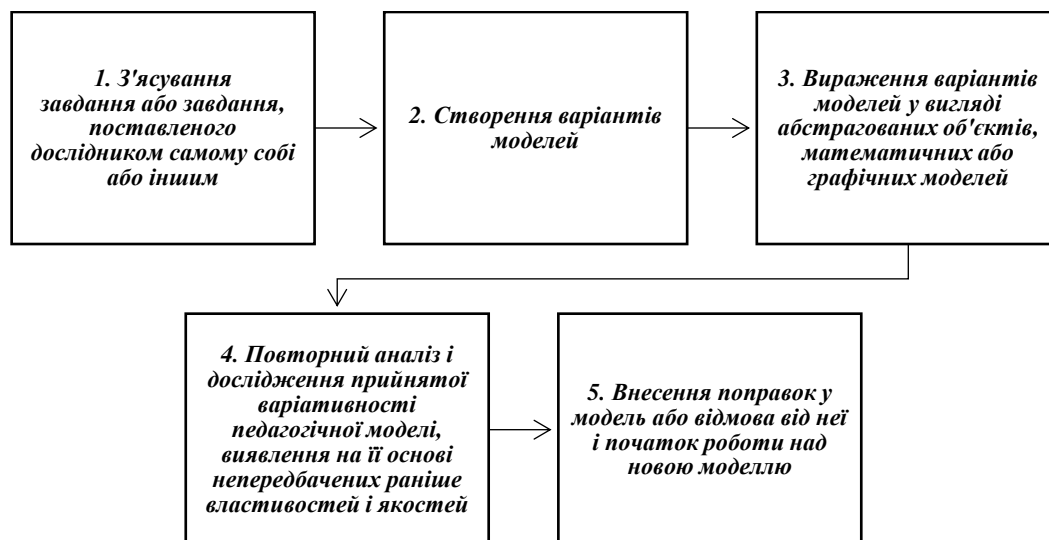 1. З'ясування
завдання або завдання,
поставленого
дослідником самому собі
або іншим
2. Створення варіантів
моделей
3. Вираження варіантів
моделей у вигляді
абстрагованих об'єктів,
математичних або
графічних моделей
4. Повторний аналіз і
дослідження прийнятої
варіативності
педагогічної моделі,
виявлення на її основі
непередбачених раніше
властивостей і якостей
5. Внесення поправок у
модель або відмова від неї
і початок роботи над
новою моделлю